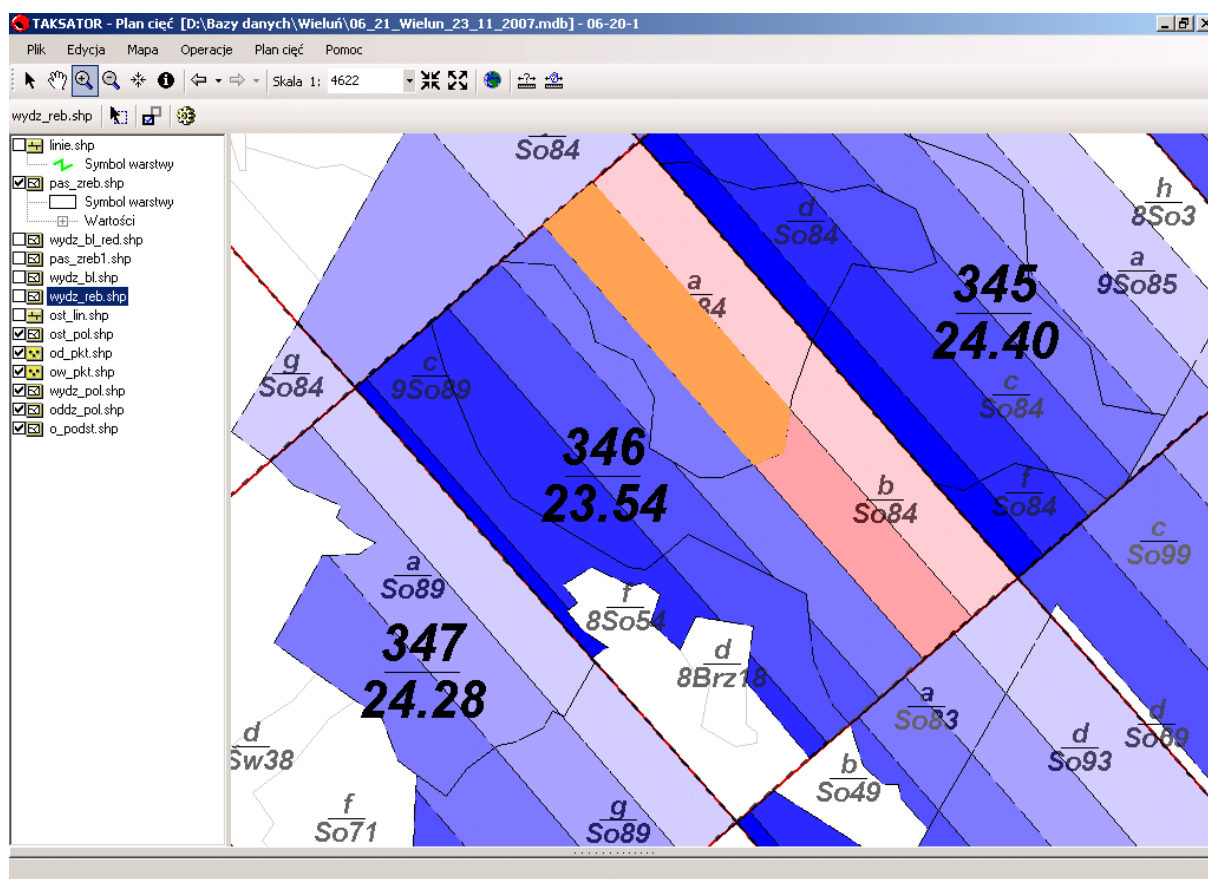 TAKSATOR - Plan cięć [D:\Bazy danych\Wieluń\06_21_Wielun_23_11_2007.mdb] - 06-20-1
Plik Edycja Mapa Operacje Plan cięć Pomoc
Skala 1: 4622
wydz_reb.shp
linie.shp
Symbol warstwy
pas_zreb.shp
Symbol warstwy
Wartości
wydz_bl_red.shp
pas_zreb1.shp
wydz_bl.shp
wydz_reb.shp
ost_lin.shp
ost_pol.shp
od_pkt.shp
ow_pkt.shp
wydz_pol.shp
oddz_pol.shp
o_podst.shp
So84
h
8So3
d
So84
a
9So85
a
84
345
24.40
g
So84
c
9So89
c
So84
346
23.54
b
So84
f
So84
c
So99
a
So89
f
8So54
347
24.28
d
8Brz18
a
So83
d
So93
d
So69
d
Św38
b
So49
f
So71
g
So89